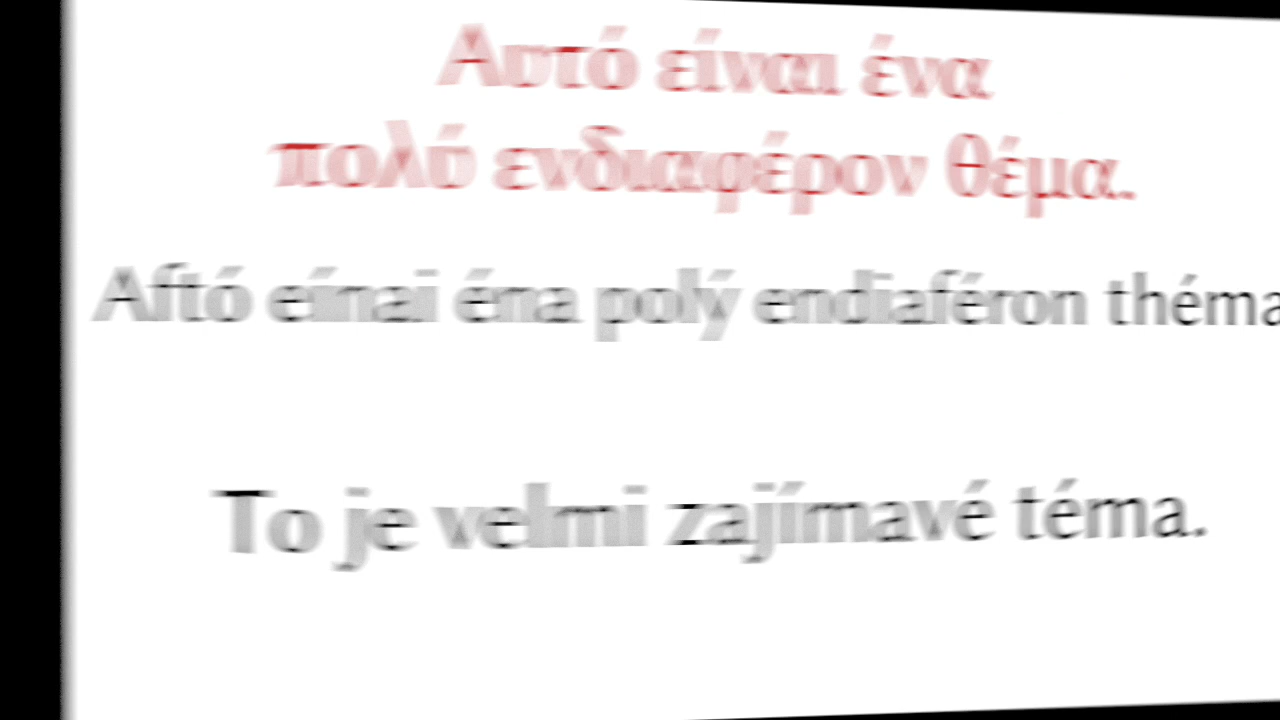 Αυτό είναι ένα
πολύ ενδιαφέρον θέμα.
Aftó eínai éna polý endiaféron théma
To je velmi zajímavé téma.